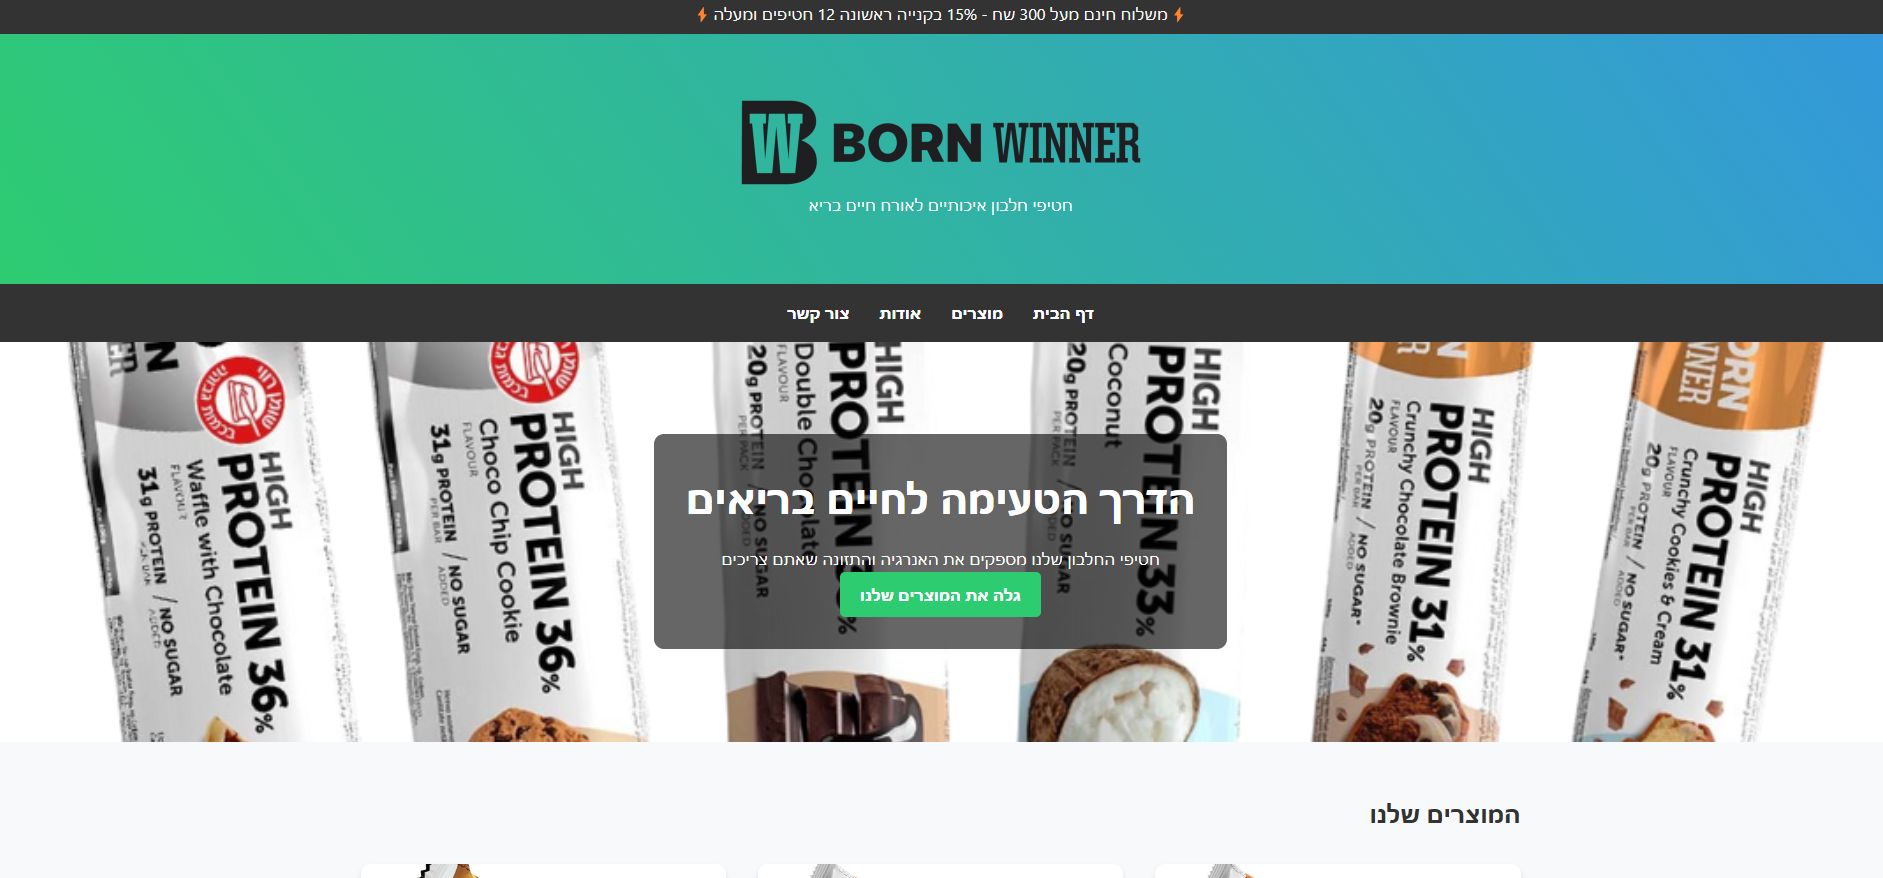 משלוח חינם מעל 300 שח - 15% בקנייה ראשונה 12 חטיפים ומעלה
BORN WINNER
חטיפי חלבון איכותיים לאורח חיים בריא
דף הבית
מוצרים
אודות
צור קשר
הדרך הטעימה לחיים בריאים
חטיפי החלבון שלנו מספקים את האנרגיה והתזונה שאתם צריכים
גלה את המוצרים שלנו
HIGH
PROTEIN 36%
Waffle with Chocolate
FLAVOUR
31g PROTEIN / NO SUGAR
ADDED
HIGH
PROTEIN 36%
Choco Chip Cookie
FLAVOUR
31g PROTEIN / NO SUGAR
PER BAR
ADDED
HIGH
PROTEIN
Double Chocolate
FLAVOUR
20g PROTEIN / NO SUGAR
PER PACK
ADDED
HIGH
PROTEIN 33%
Coconut
FLAVOUR
20g PROTEIN / NO SUGAR
PER PACK
ADDED
BORN
WINNER
HIGH
PROTEIN 31%
Crunchy Chocolate Brownie
FLAVOUR
20g PROTEIN / NO SUGAR*
PER BAR
ADDED
BORN
WINNER
HIGH
PROTEIN 31%
Crunchy Cookies & Cream
FLAVOUR
20g PROTEIN / NO SUGAR*
PER BAR
ADDED
המוצרים שלנו